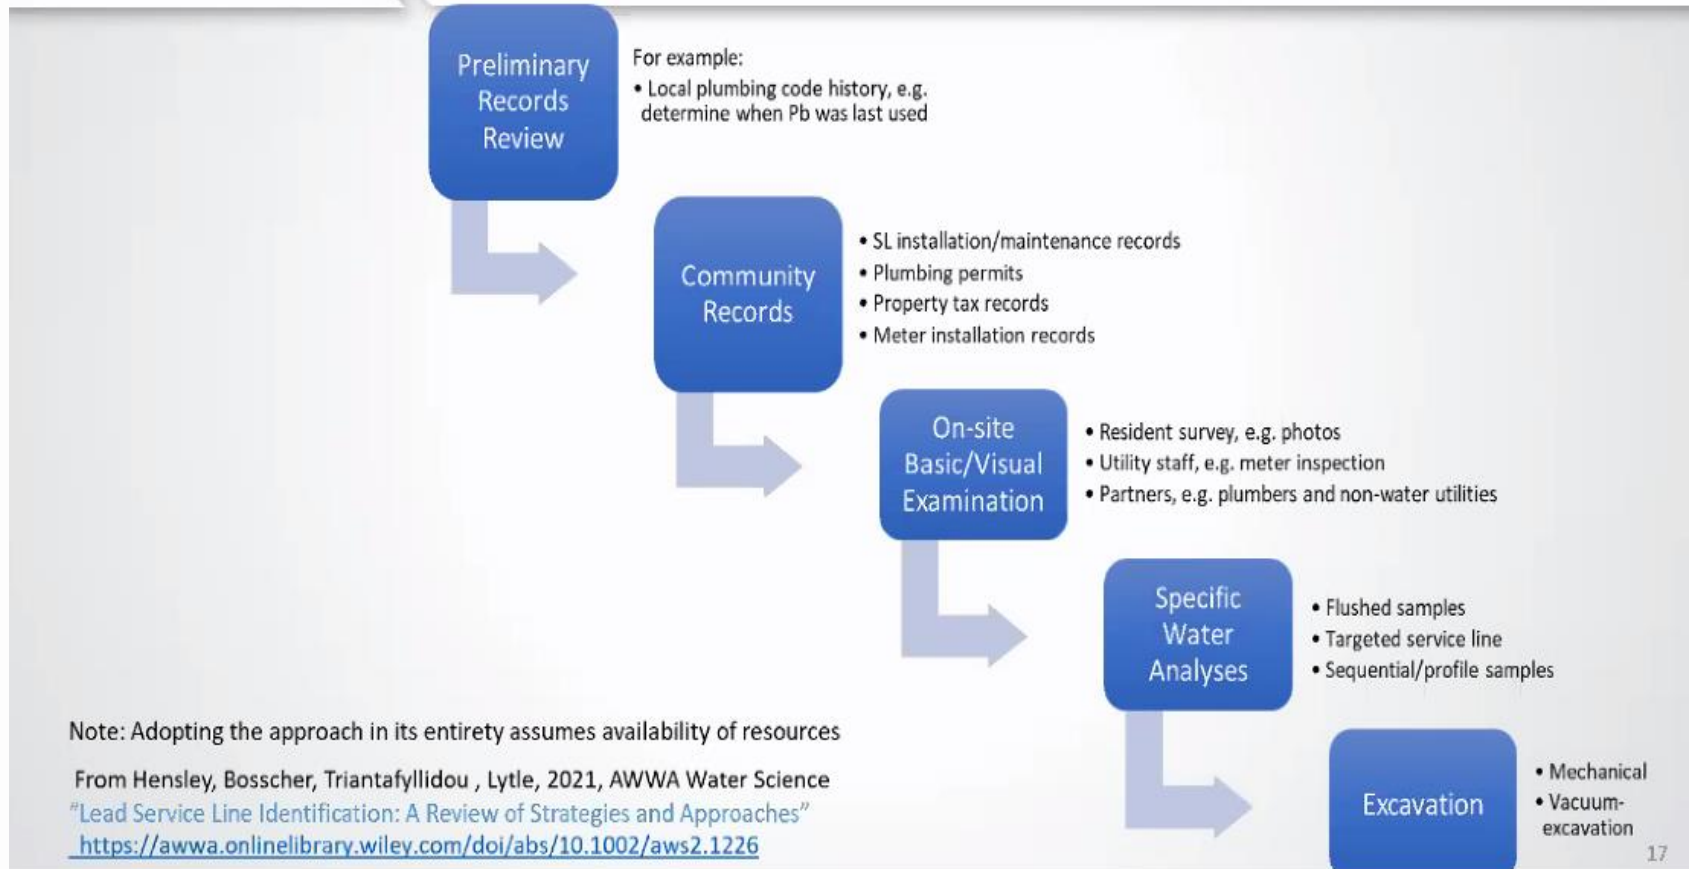 Preliminary
Records
Review
For example:
• Local plumbing code history, e.g.
determine when Pb was last used
Community
Records
• SL installation/maintenance records
• Plumbing permits
• Property tax records
• Meter installation records
On-site
Basic/Visual
Examination
• Resident survey, e.g. photos
• Utility staff, e.g. meter inspection
• Partners, e.g. plumbers and non-water utilities
Specific
Water
Analyses
• Flushed samples
• Targeted service line
• Sequential/profile samples
Excavation
• Mechanical
• Vacuum-
excavation
Note: Adopting the approach in its entirety assumes availability of resources
From Hensley, Bosscher, Triantafyllidou , Lytle, 2021, AWWA Water Science
"Lead Service Line Identification: A Review of Strategies and Approaches”
https://awwa.onlinelibrary.wiley.com/doi/abs/10.1002/aws2.1226
17